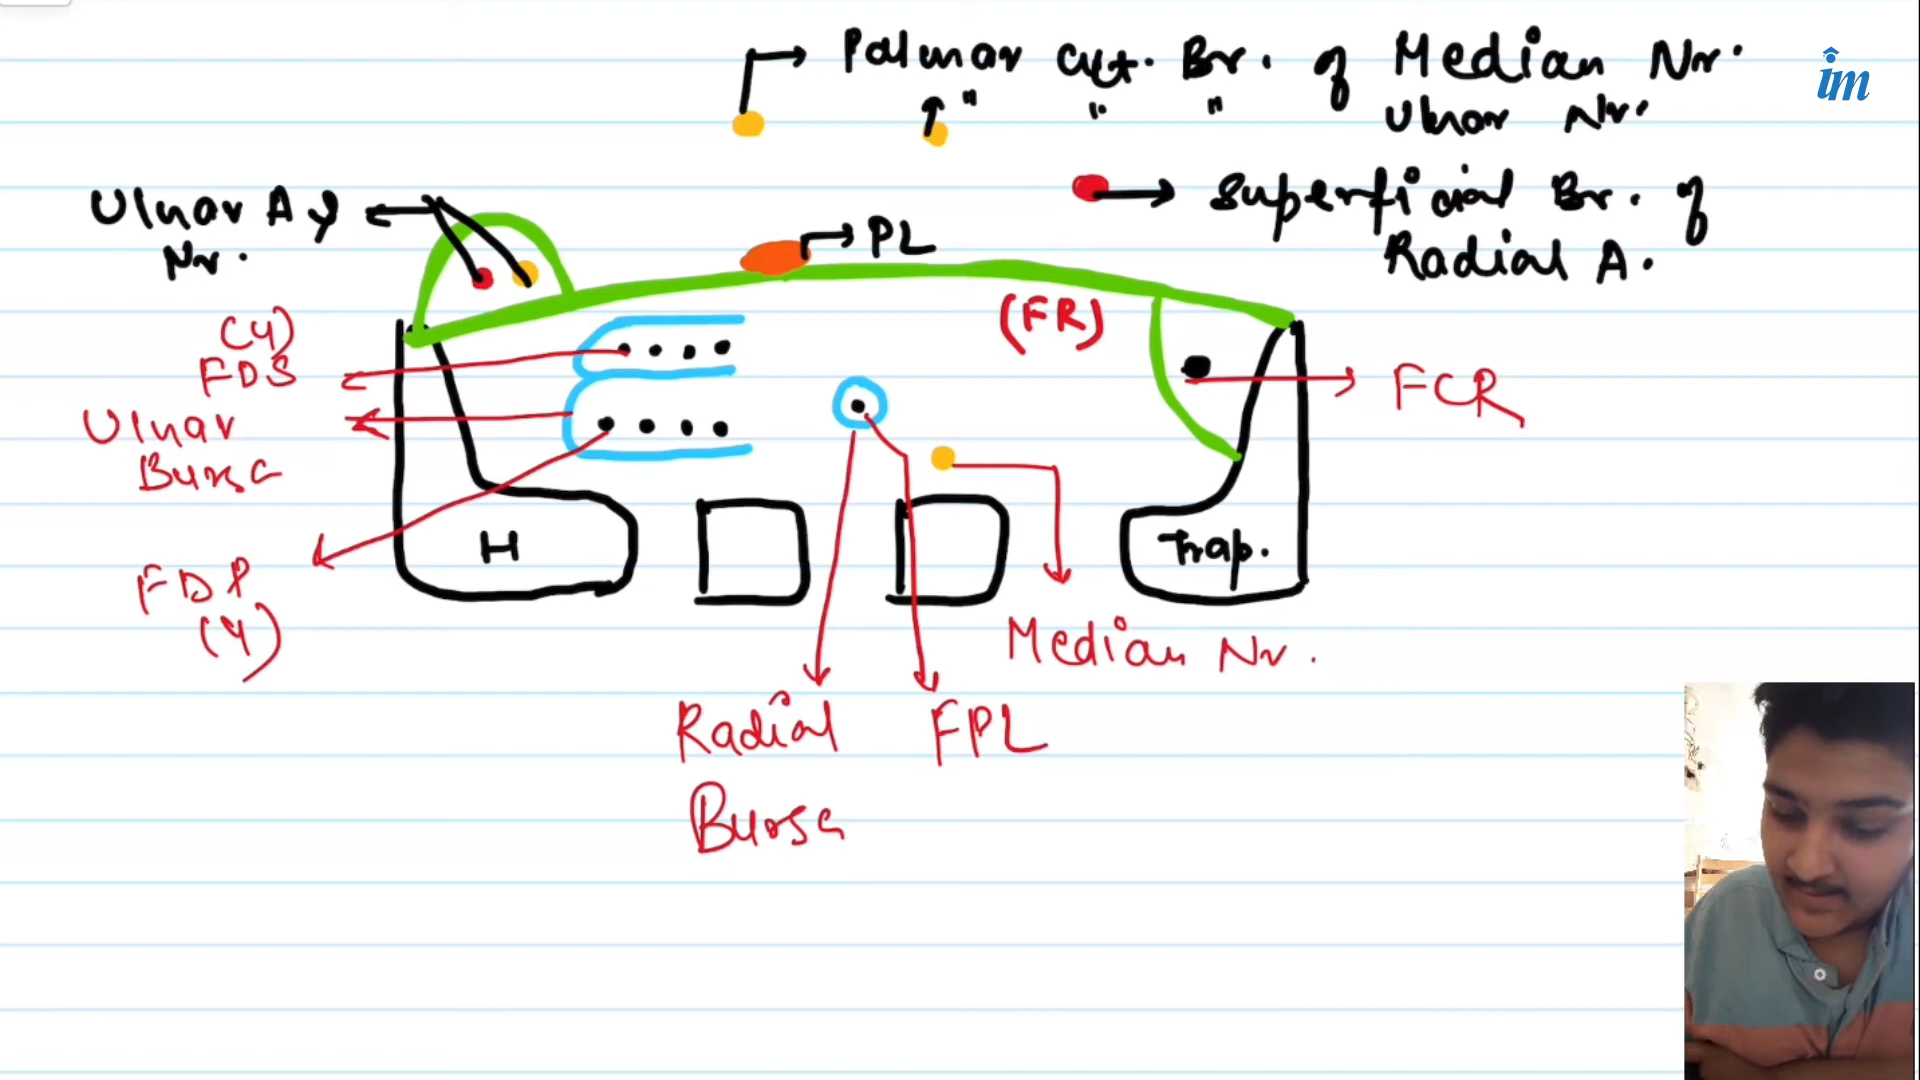 Palmar Cut. Br. of Median Nr.
" " " Ulnar Nr.
im
Superficial Br. of
Radial A.
Ulnar A y
Nr.
PL
(FR)
(4)
FDS
FCR
Ulnar
Bursa
H
Trap.
FDP
(4)
Median Nr.
Radial FPL
Bursa